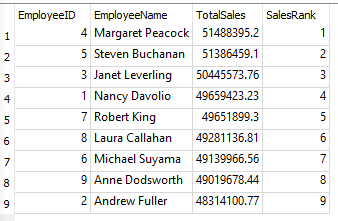 EmployeeID EmployeeName TotalSales SalesRank
1 4 Margaret Peacock 51488395.2 1
2 5 Steven Buchanan 51386459.1 2
3 3 Janet Leverling 50445573.76 3
4 1 Nancy Davolio 49659423.23 4
5 7 Robert King 49651899.3 5
6 8 Laura Callahan 49281136.81 6
7 6 Michael Suyama 49139966.56 7
8 9 Anne Dodsworth 49019678.44 8
9 2 Andrew Fuller 48314100.77 9